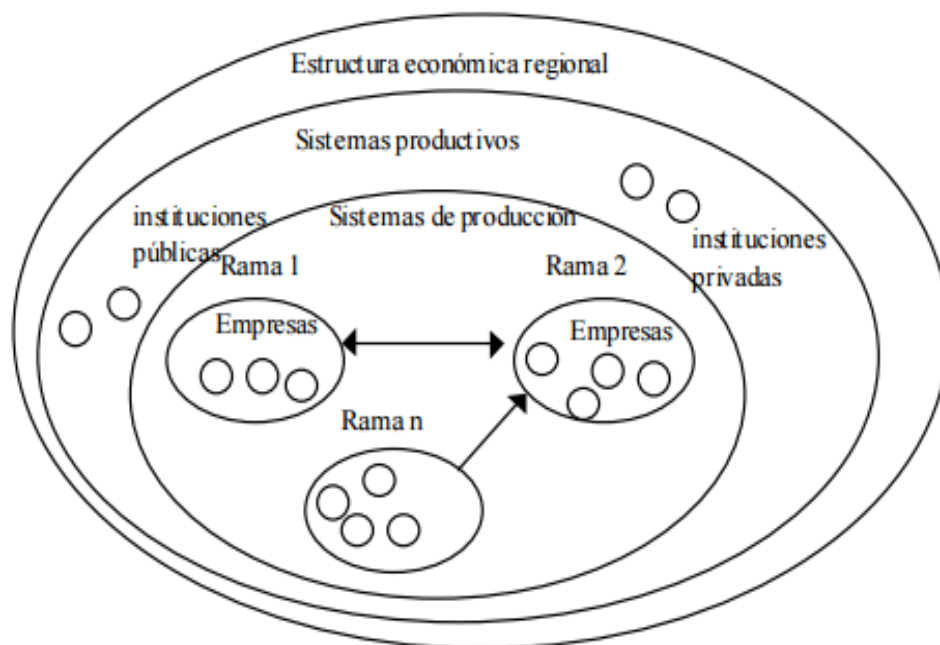 Estructura económica regional
Sistemas productivos
instituciones
públicas
Sistemas de producción
instituciones
privadas
Rama 1
Rama 2
Empresas
Empresas
Rama n